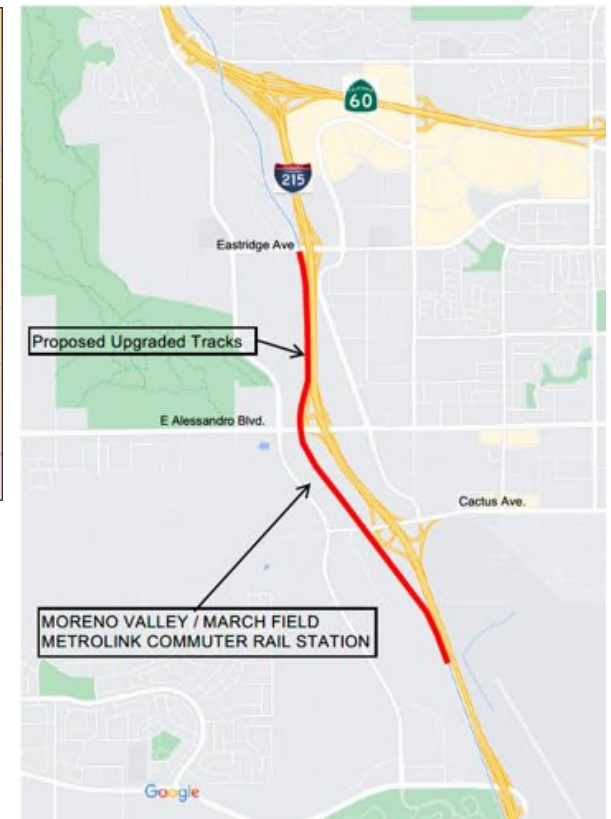 CALIFORNIA
60
215
Eastridge Ave
Proposed Upgraded Tracks
E Alessandro Blvd.
Cactus Ave.
MORENO VALLEY / MARCH FIELD
METROLINK COMMUTER RAIL STATION
Google